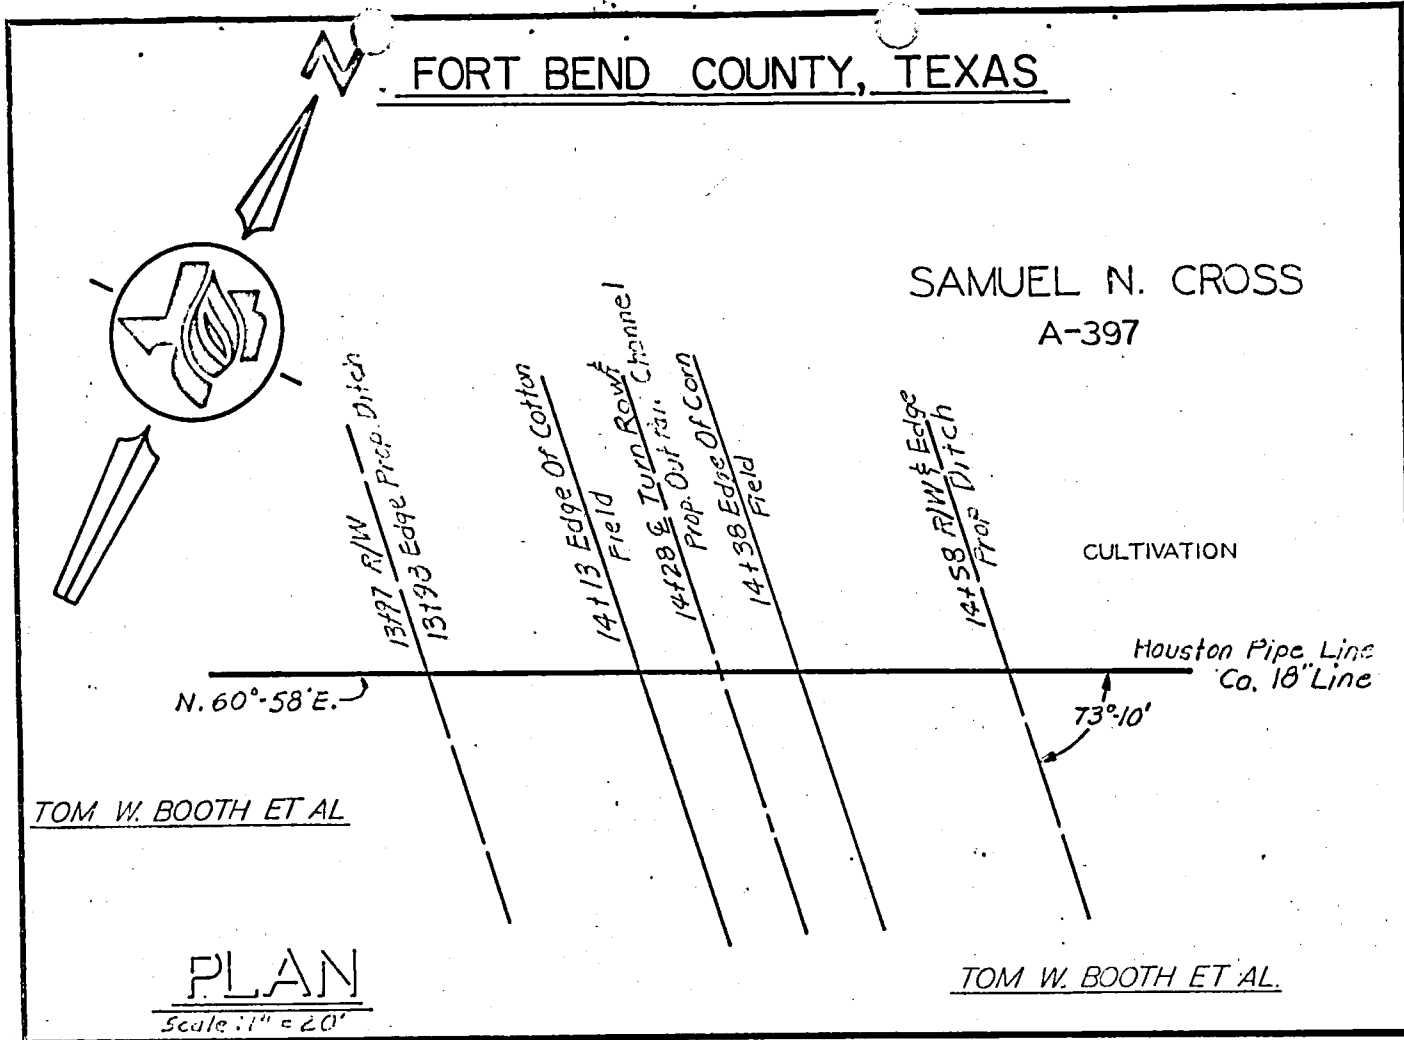 N
FORT BEND COUNTY, TEXAS
SAMUEL N. CROSS
A-397
13+97 R/W
13+98 Edge Prop. Ditch
14+13 Edge Of Cotton
Field
14+28 ℄ Turn Row &
Prop. Out Fall Channel
14+38 Edge Of Corn
Field
14+58 R/W & Edge
Prop Ditch
CULTIVATION
Houston Pipe Line
Co. 18" Line
N. 60°-58'E.
73°-10'
TOM W. BOOTH ET AL
TOM W. BOOTH ET AL.
PLAN
Scale: 1" = 20'